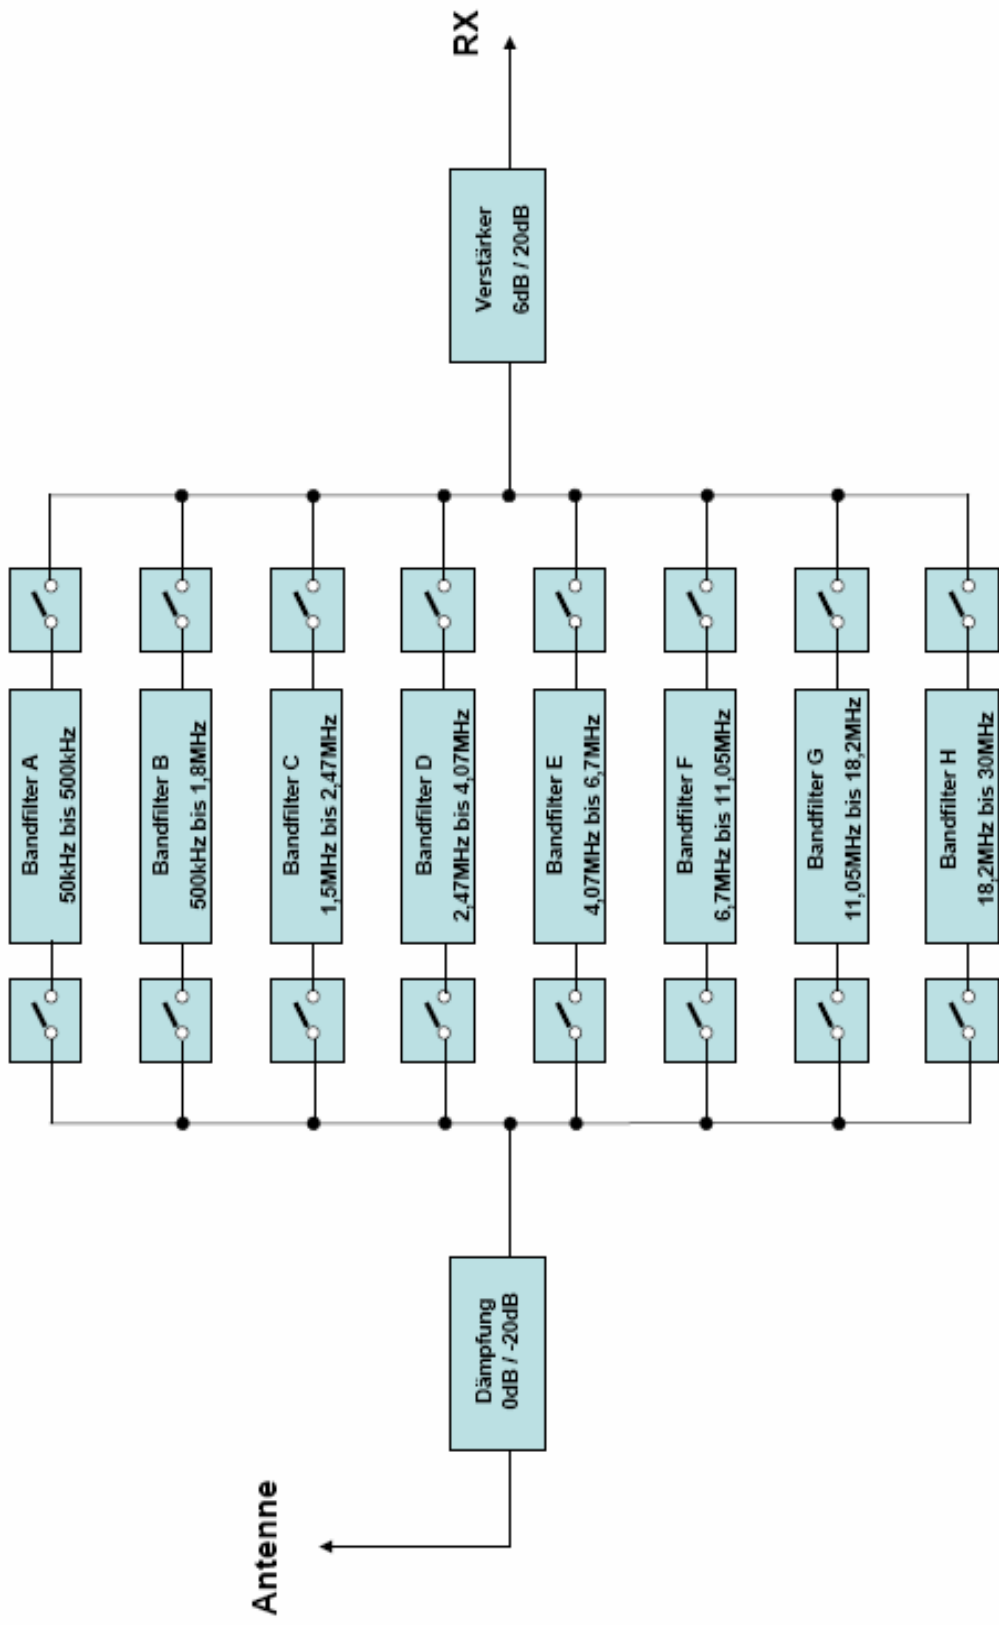 Antenne
Dämpfung
0dB / -20dB
Bandfilter A
50kHz bis 500kHz
Bandfilter B
500kHz bis 1,8MHz
Bandfilter C
1,5MHz bis 2,47MHz
Bandfilter D
2,47MHz bis 4,07MHz
Bandfilter E
4,07MHz bis 6,7MHz
Bandfilter F
6,7MHz bis 11,05MHz
Bandfilter G
11,05MHz bis 18,2MHz
Bandfilter H
18,2MHz bis 30MHz
Verstärker
6dB / 20dB
RX